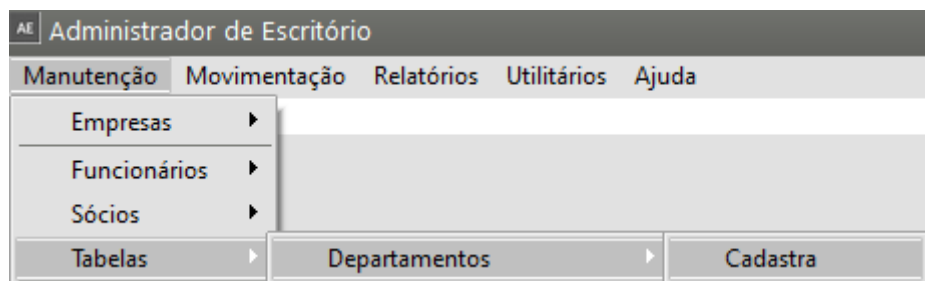 AE Administrador de Escritório
Manutenção Movimentação Relatórios Utilitários Ajuda
Empresas
Funcionários
Sócios
Tabelas Departamentos Cadastra